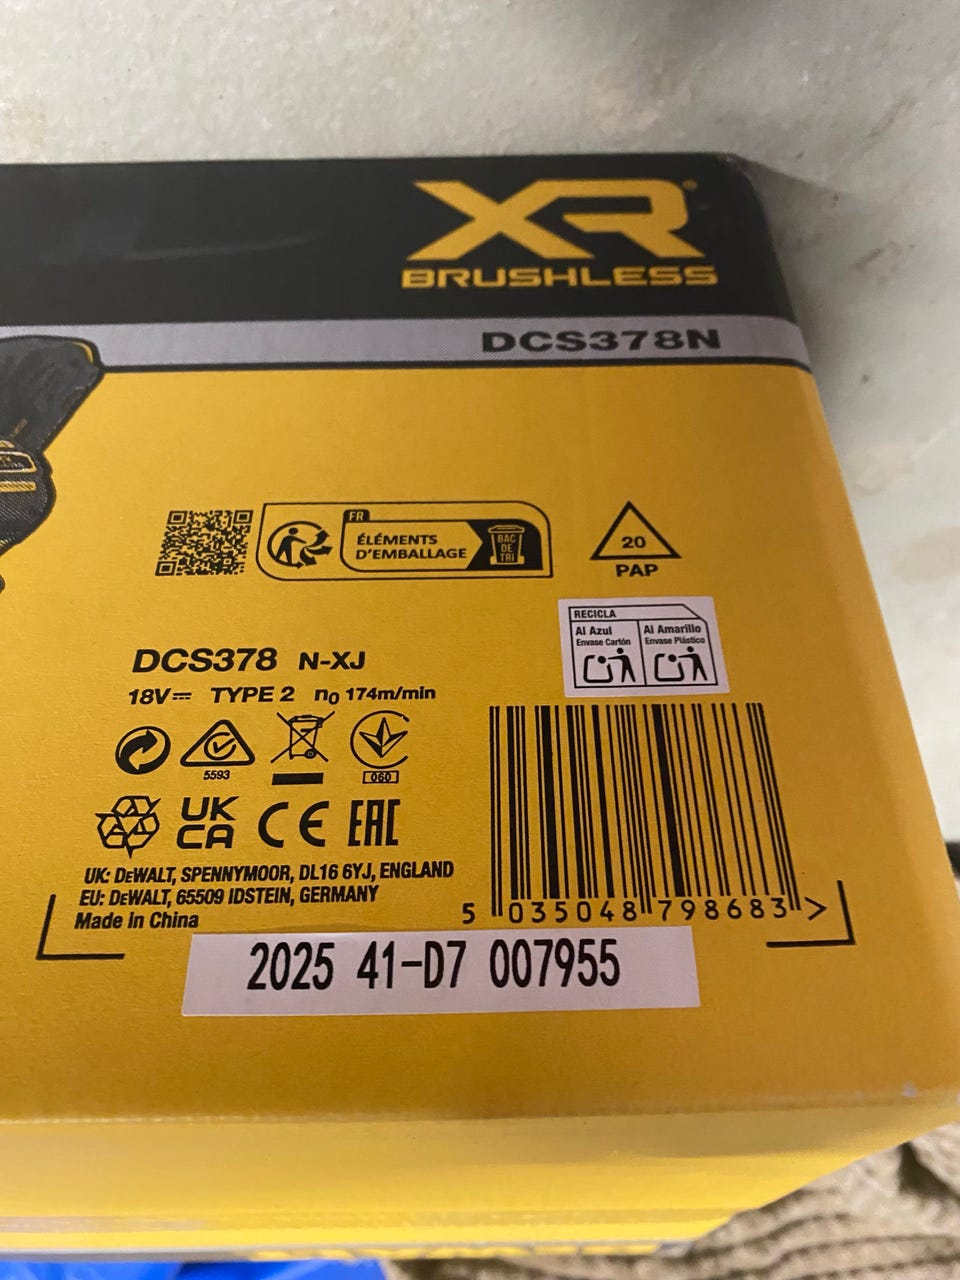 XR®
BRUSHLESS
DCS378N
FR
ÉLÉMENTS
D'EMBALLAGE
BAC
DE
TRI
20
PAP
RECICLA
Al Azul
Envase Cartón
Al Amarillo
Envase Plástico
DCS378 N-XJ
18V⎓ TYPE 2 n₀ 174m/min
5593
060
UK
CA
CE
EAC
UK: DEWALT, SPENNYMOOR, DL16 6YJ, ENGLAND
EU: DEWALT, 65509 IDSTEIN, GERMANY
Made in China
5 035048 798683 >
2025 41-D7 007955